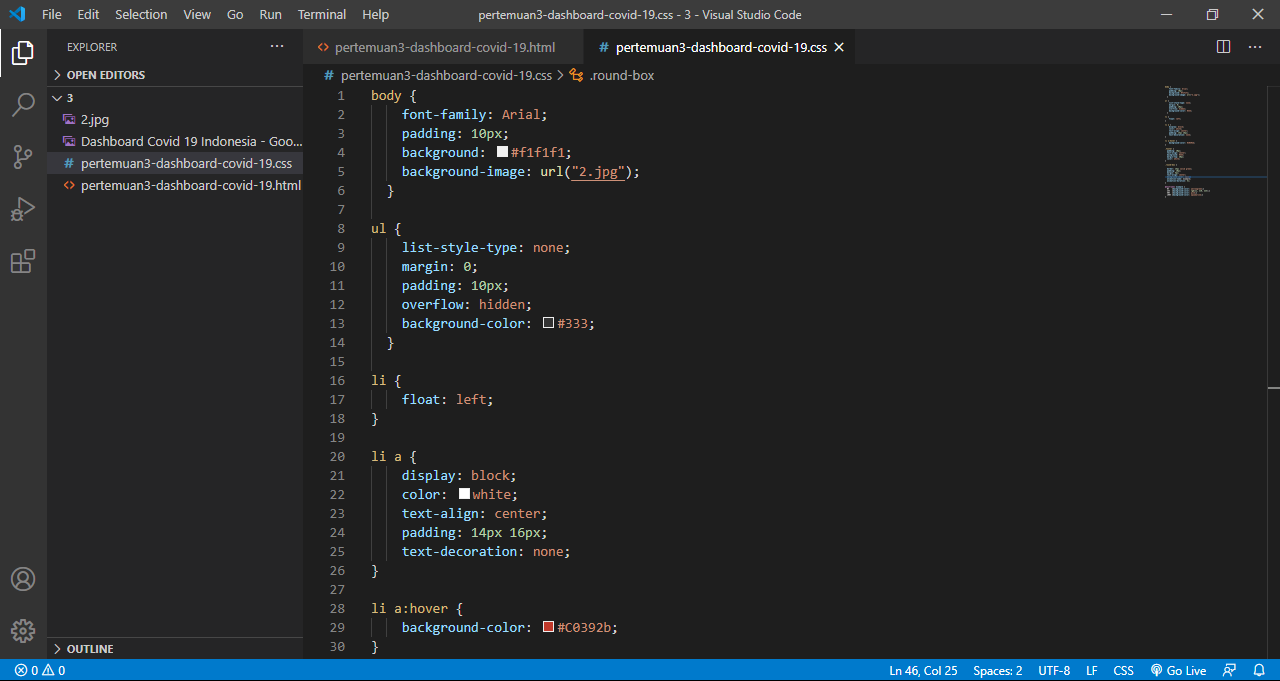 File Edit Selection View Go Run Terminal Help pertemuan3-dashboard-covid-19.css - 3 - Visual Studio Code
EXPLORER
OPEN EDITORS
3
2.jpg
Dashboard Covid 19 Indonesia - Goo...
pertemuan3-dashboard-covid-19.css
pertemuan3-dashboard-covid-19.html
OUTLINE
pertemuan3-dashboard-covid-19.html # pertemuan3-dashboard-covid-19.css
# pertemuan3-dashboard-covid-19.css > .round-box
1 body {
2 font-family: Arial;
3 padding: 10px;
4 background: #f1f1f1;
5 background-image: url("2.jpg");
6 }
7
8 ul {
9 list-style-type: none;
10 margin: 0;
11 padding: 10px;
12 overflow: hidden;
13 background-color: #333;
14 }
15
16 li {
17 float: left;
18 }
19
20 li a {
21 display: block;
22 color: white;
23 text-align: center;
24 padding: 14px 16px;
25 text-decoration: none;
26 }
27
28 li a:hover {
29 background-color: #C0392b;
30 }
0 0 Ln 46, Col 25 Spaces: 2 UTF-8 LF CSS Go Live